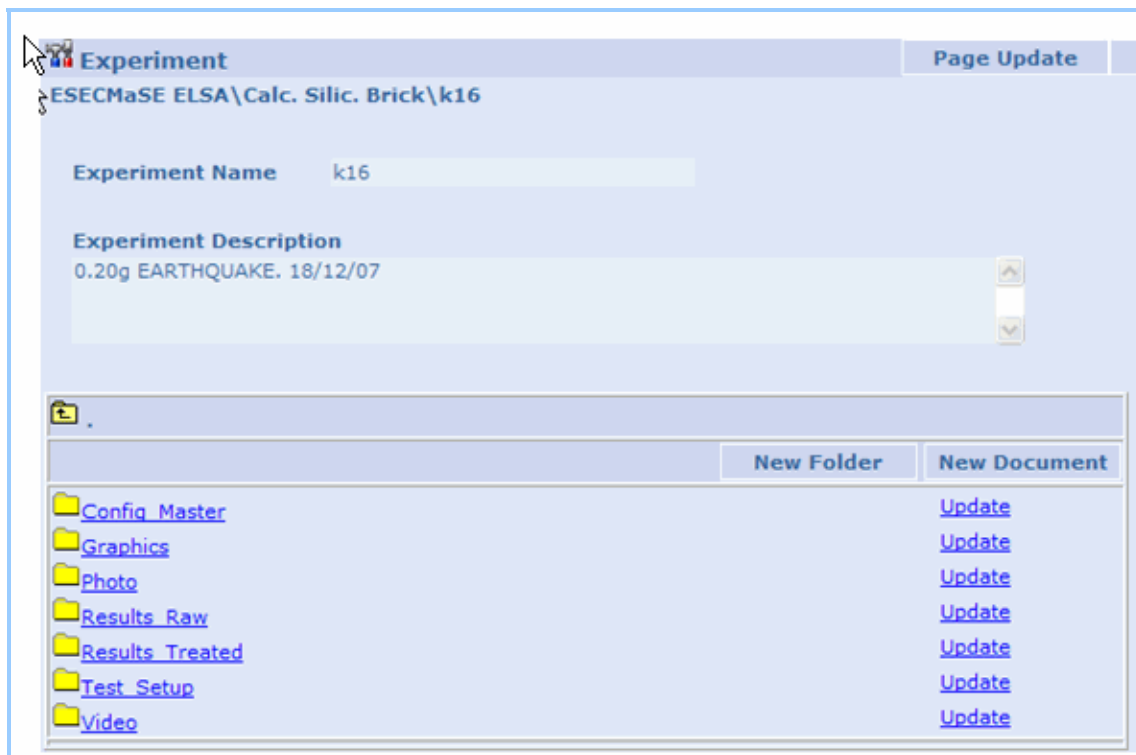 Experiment Page Update
ESECMaSE ELSA\Calc. Silic. Brick\k16
Experiment Name k16
Experiment Description
0.20g EARTHQUAKE. 18/12/07
.
New Folder New Document
Config_Master Update
Graphics Update
Photo Update
Results_Raw Update
Results_Treated Update
Test_Setup Update
Video Update